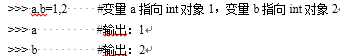 >>> a,b=1,2 #变量 a 指向 int 对象 1，变量 b 指向 int 对象 2
>>> a #输出：1
>>> b #输出：2